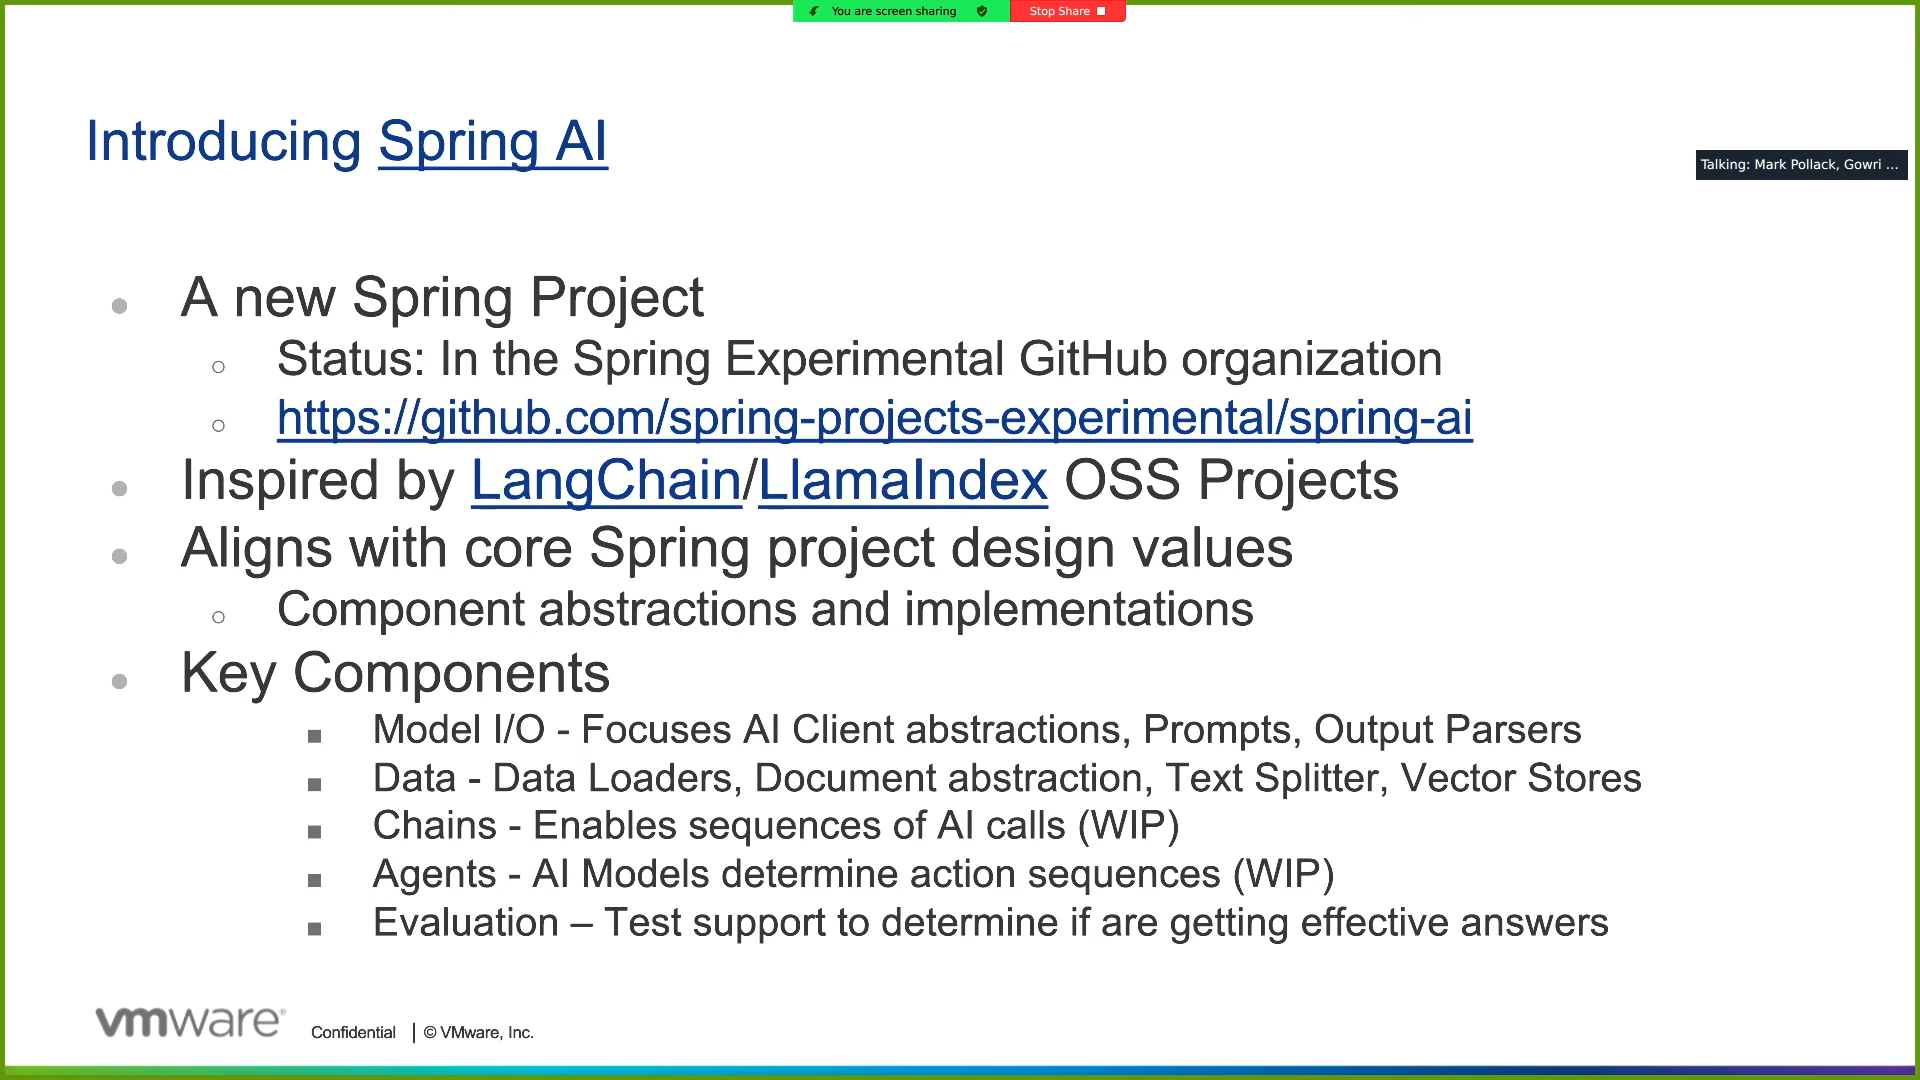 You are screen sharing
Stop Share
Introducing Spring AI
Talking: Mark Pollack, Gowri ...
A new Spring Project
Status: In the Spring Experimental GitHub organization
https://github.com/spring-projects-experimental/spring-ai
Inspired by LangChain/LlamaIndex OSS Projects
Aligns with core Spring project design values
Component abstractions and implementations
Key Components
Model I/O - Focuses AI Client abstractions, Prompts, Output Parsers
Data - Data Loaders, Document abstraction, Text Splitter, Vector Stores
Chains - Enables sequences of AI calls (WIP)
Agents - AI Models determine action sequences (WIP)
Evaluation – Test support to determine if are getting effective answers
vmware® Confidential | © VMware, Inc.